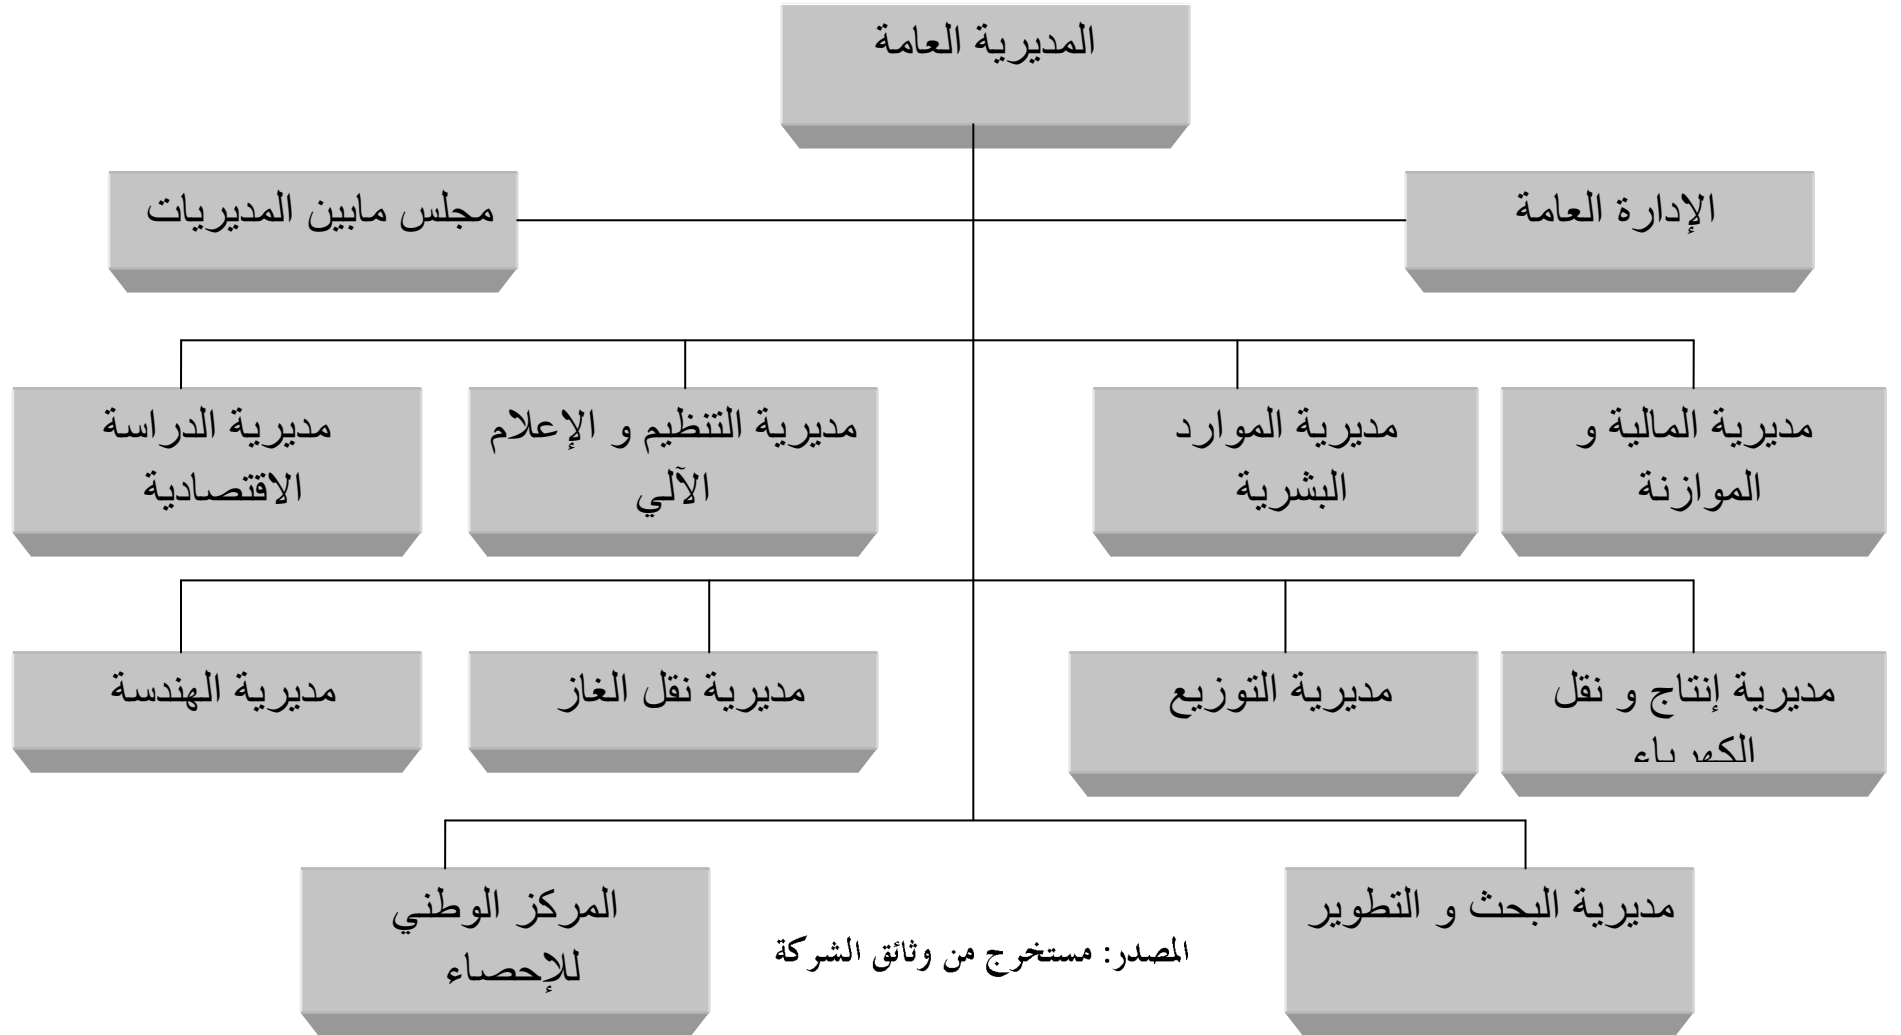 المديرية العامة
الإدارة العامة
مجلس مابين المديريات
مديرية المالية و
الموازنة
مديرية الموارد
البشرية
مديرية التنظيم و الإعلام
الآلي
مديرية الدراسة
الاقتصادية
مديرية إنتاج و نقل
الكهرباء
مديرية التوزيع
مديرية نقل الغاز
مديرية الهندسة
مديرية البحث و التطوير
المركز الوطني
للإحصاء
المصدر: مستخرج من وثائق الشركة